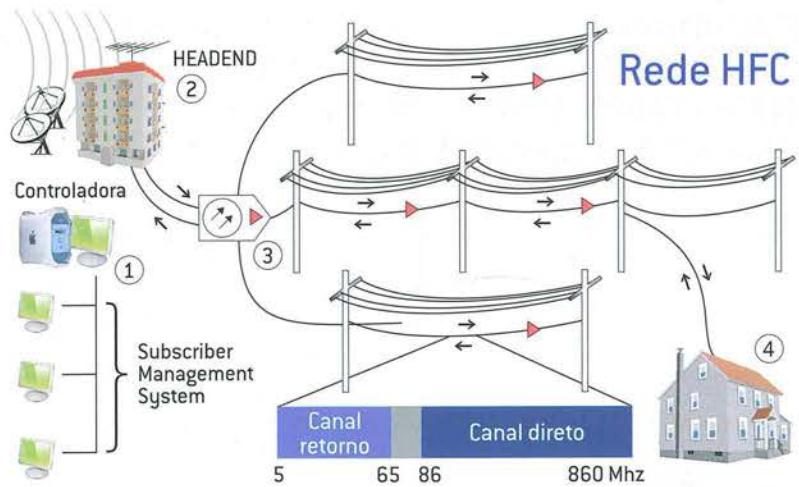 HEADEND
2
Rede HFC
Controladora
1
3
Subscriber
Management
System
4
Canal
retorno
Canal direto
5 65 86 860 Mhz